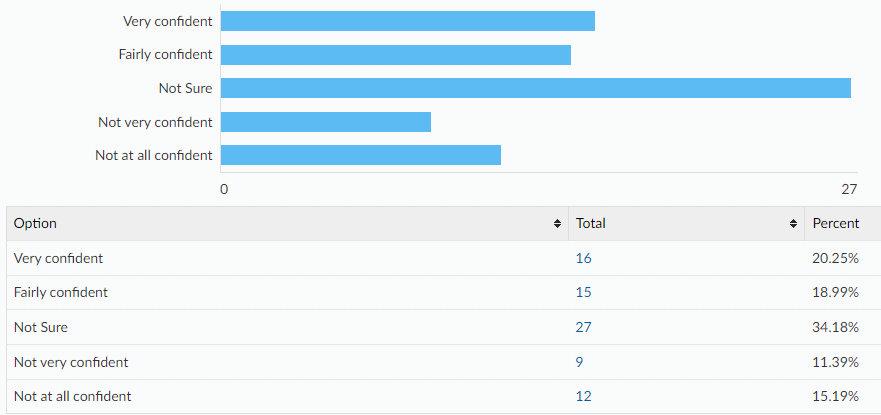 Very confident
Fairly confident
Not Sure
Not very confident
Not at all confident
0 27
Option Total Percent
Very confident 16 20.25%
Fairly confident 15 18.99%
Not Sure 27 34.18%
Not very confident 9 11.39%
Not at all confident 12 15.19%